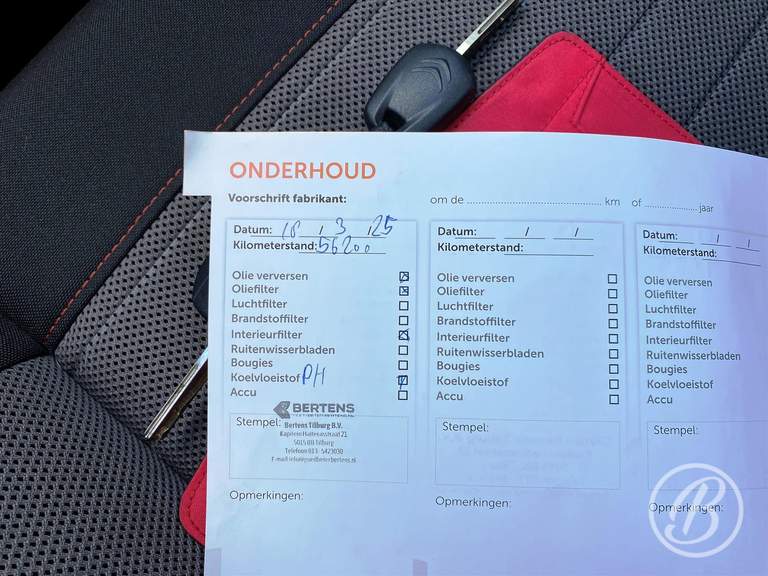 ONDERHOUD
Voorschrift fabrikant: om de km of jaar
Datum: 18 / 3 / 25
Kilometerstand: 56200
Olie verversen
Oliefilter
Luchtfilter
Brandstoffilter
Interieurfilter
Ruitenwisserbladen
Bougies
Koelvloeistof PH
Accu
BERTENS
Stempel: Bertens Tilburg B.V.
5015 BB Tilburg
Telefoon 013 - 5423030
Opmerkingen:
Datum: / /
Kilometerstand:
Olie verversen
Oliefilter
Luchtfilter
Brandstoffilter
Interieurfilter
Ruitenwisserbladen
Bougies
Koelvloeistof
Accu
Stempel:
Opmerkingen:
Datum: / /
Kilometerstand:
Olie verversen
Oliefilter
Luchtfilter
Brandstoffilter
Interieurfilter
Ruitenwisserbladen
Bougies
Koelvloeistof
Accu
Stempel:
Opmerkingen:
B